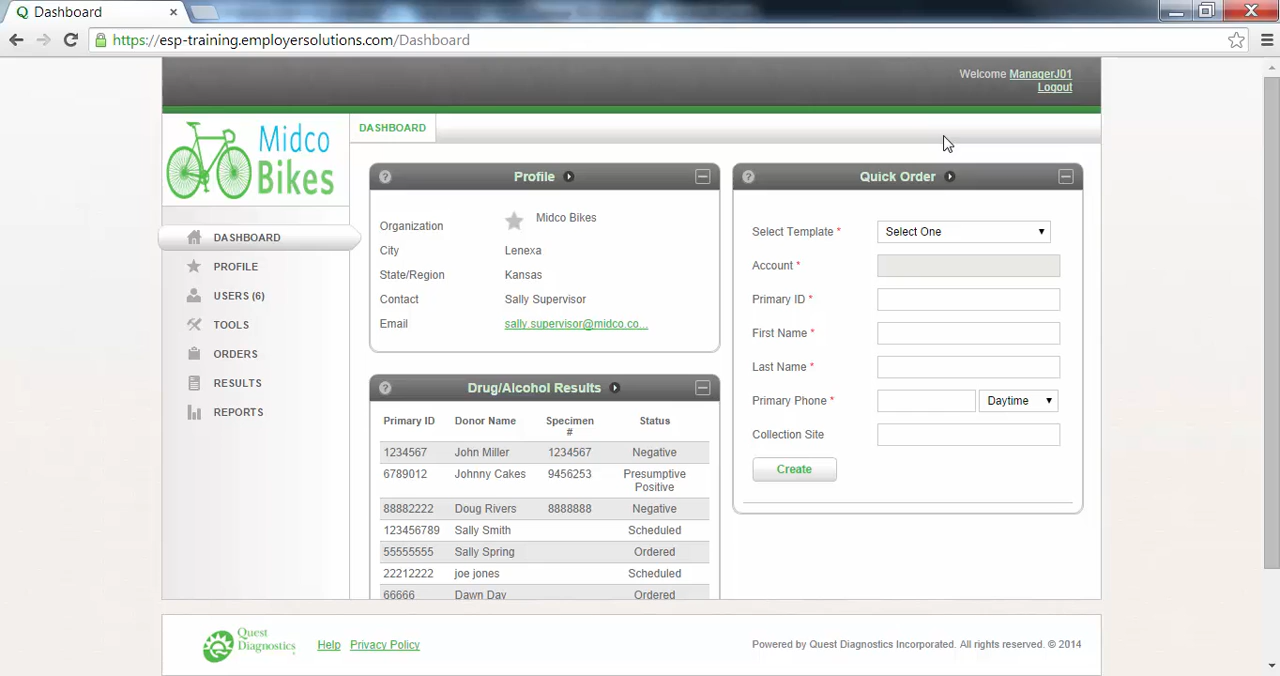 Dashboard
https://esp-training.employersolutions.com/Dashboard
Welcome ManagerJ01
Logout
Midco
Bikes
DASHBOARD
DASHBOARD
PROFILE
USERS (6)
TOOLS
ORDERS
RESULTS
REPORTS
Profile
Organization Midco Bikes
City Lenexa
State/Region Kansas
Contact Sally Supervisor
Email sally.supervisor@midco.co...
Drug/Alcohol Results
Primary ID Donor Name Specimen # Status
1234567 John Miller 1234567 Negative
6789012 Johnny Cakes 9456253 Presumptive Positive
88882222 Doug Rivers 8888888 Negative
123456789 Sally Smith Scheduled
55555555 Sally Spring Ordered
22212222 joe jones Scheduled
66666 Dawn Day Ordered
Quick Order
Select Template * Select One
Account *
Primary ID *
First Name *
Last Name *
Primary Phone * Daytime
Collection Site
Create
Quest
Diagnostics
Help Privacy Policy
Powered by Quest Diagnostics Incorporated. All rights reserved. © 2014